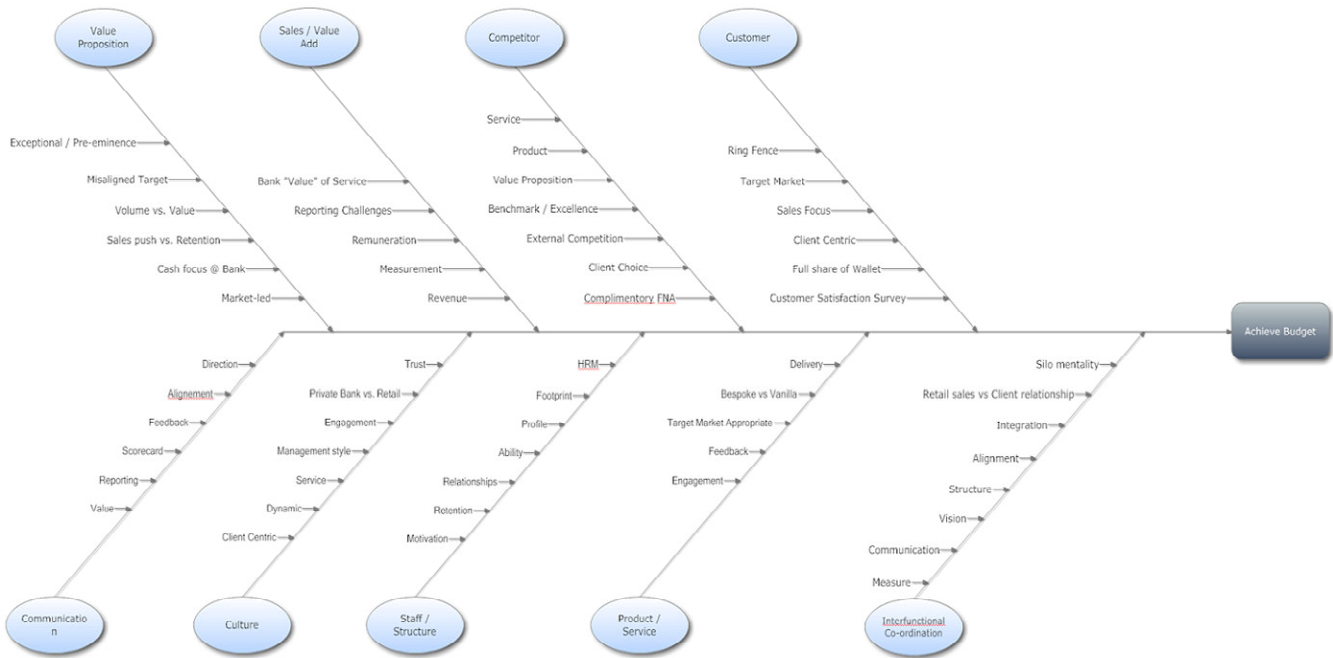 Value
Proposition
Sales / Value
Add
Competitor
Customer
Exceptional / Pre-eminence
Misaligned Target
Volume vs. Value
Sales push vs. Retention
Cash focus @ Bank
Market-led
Bank "Value" of Service
Reporting Challenges
Remuneration
Measurement
Revenue
Service
Product
Value Proposition
Benchmark / Excellence
External Competition
Client Choice
Complimentory FNA
Ring Fence
Target Market
Sales Focus
Client Centric
Full share of Wallet
Customer Satisfaction Survey
Achieve Budget
Direction
Alignement
Feedback
Scorecard
Reporting
Value
Trust
Private Bank vs. Retail
Engagement
Management style
Service
Dynamic
Client Centric
HRM
Footprint
Profile
Ability
Relationships
Retention
Motivation
Delivery
Bespoke vs Vanilla
Target Market Appropriate
Feedback
Engagement
Silo mentality
Retail sales vs Client relationship
Integration
Alignment
Structure
Vision
Communication
Measure
Communicatio
n
Culture
Staff /
Structure
Product /
Service
Interfunctional
Co-ordination